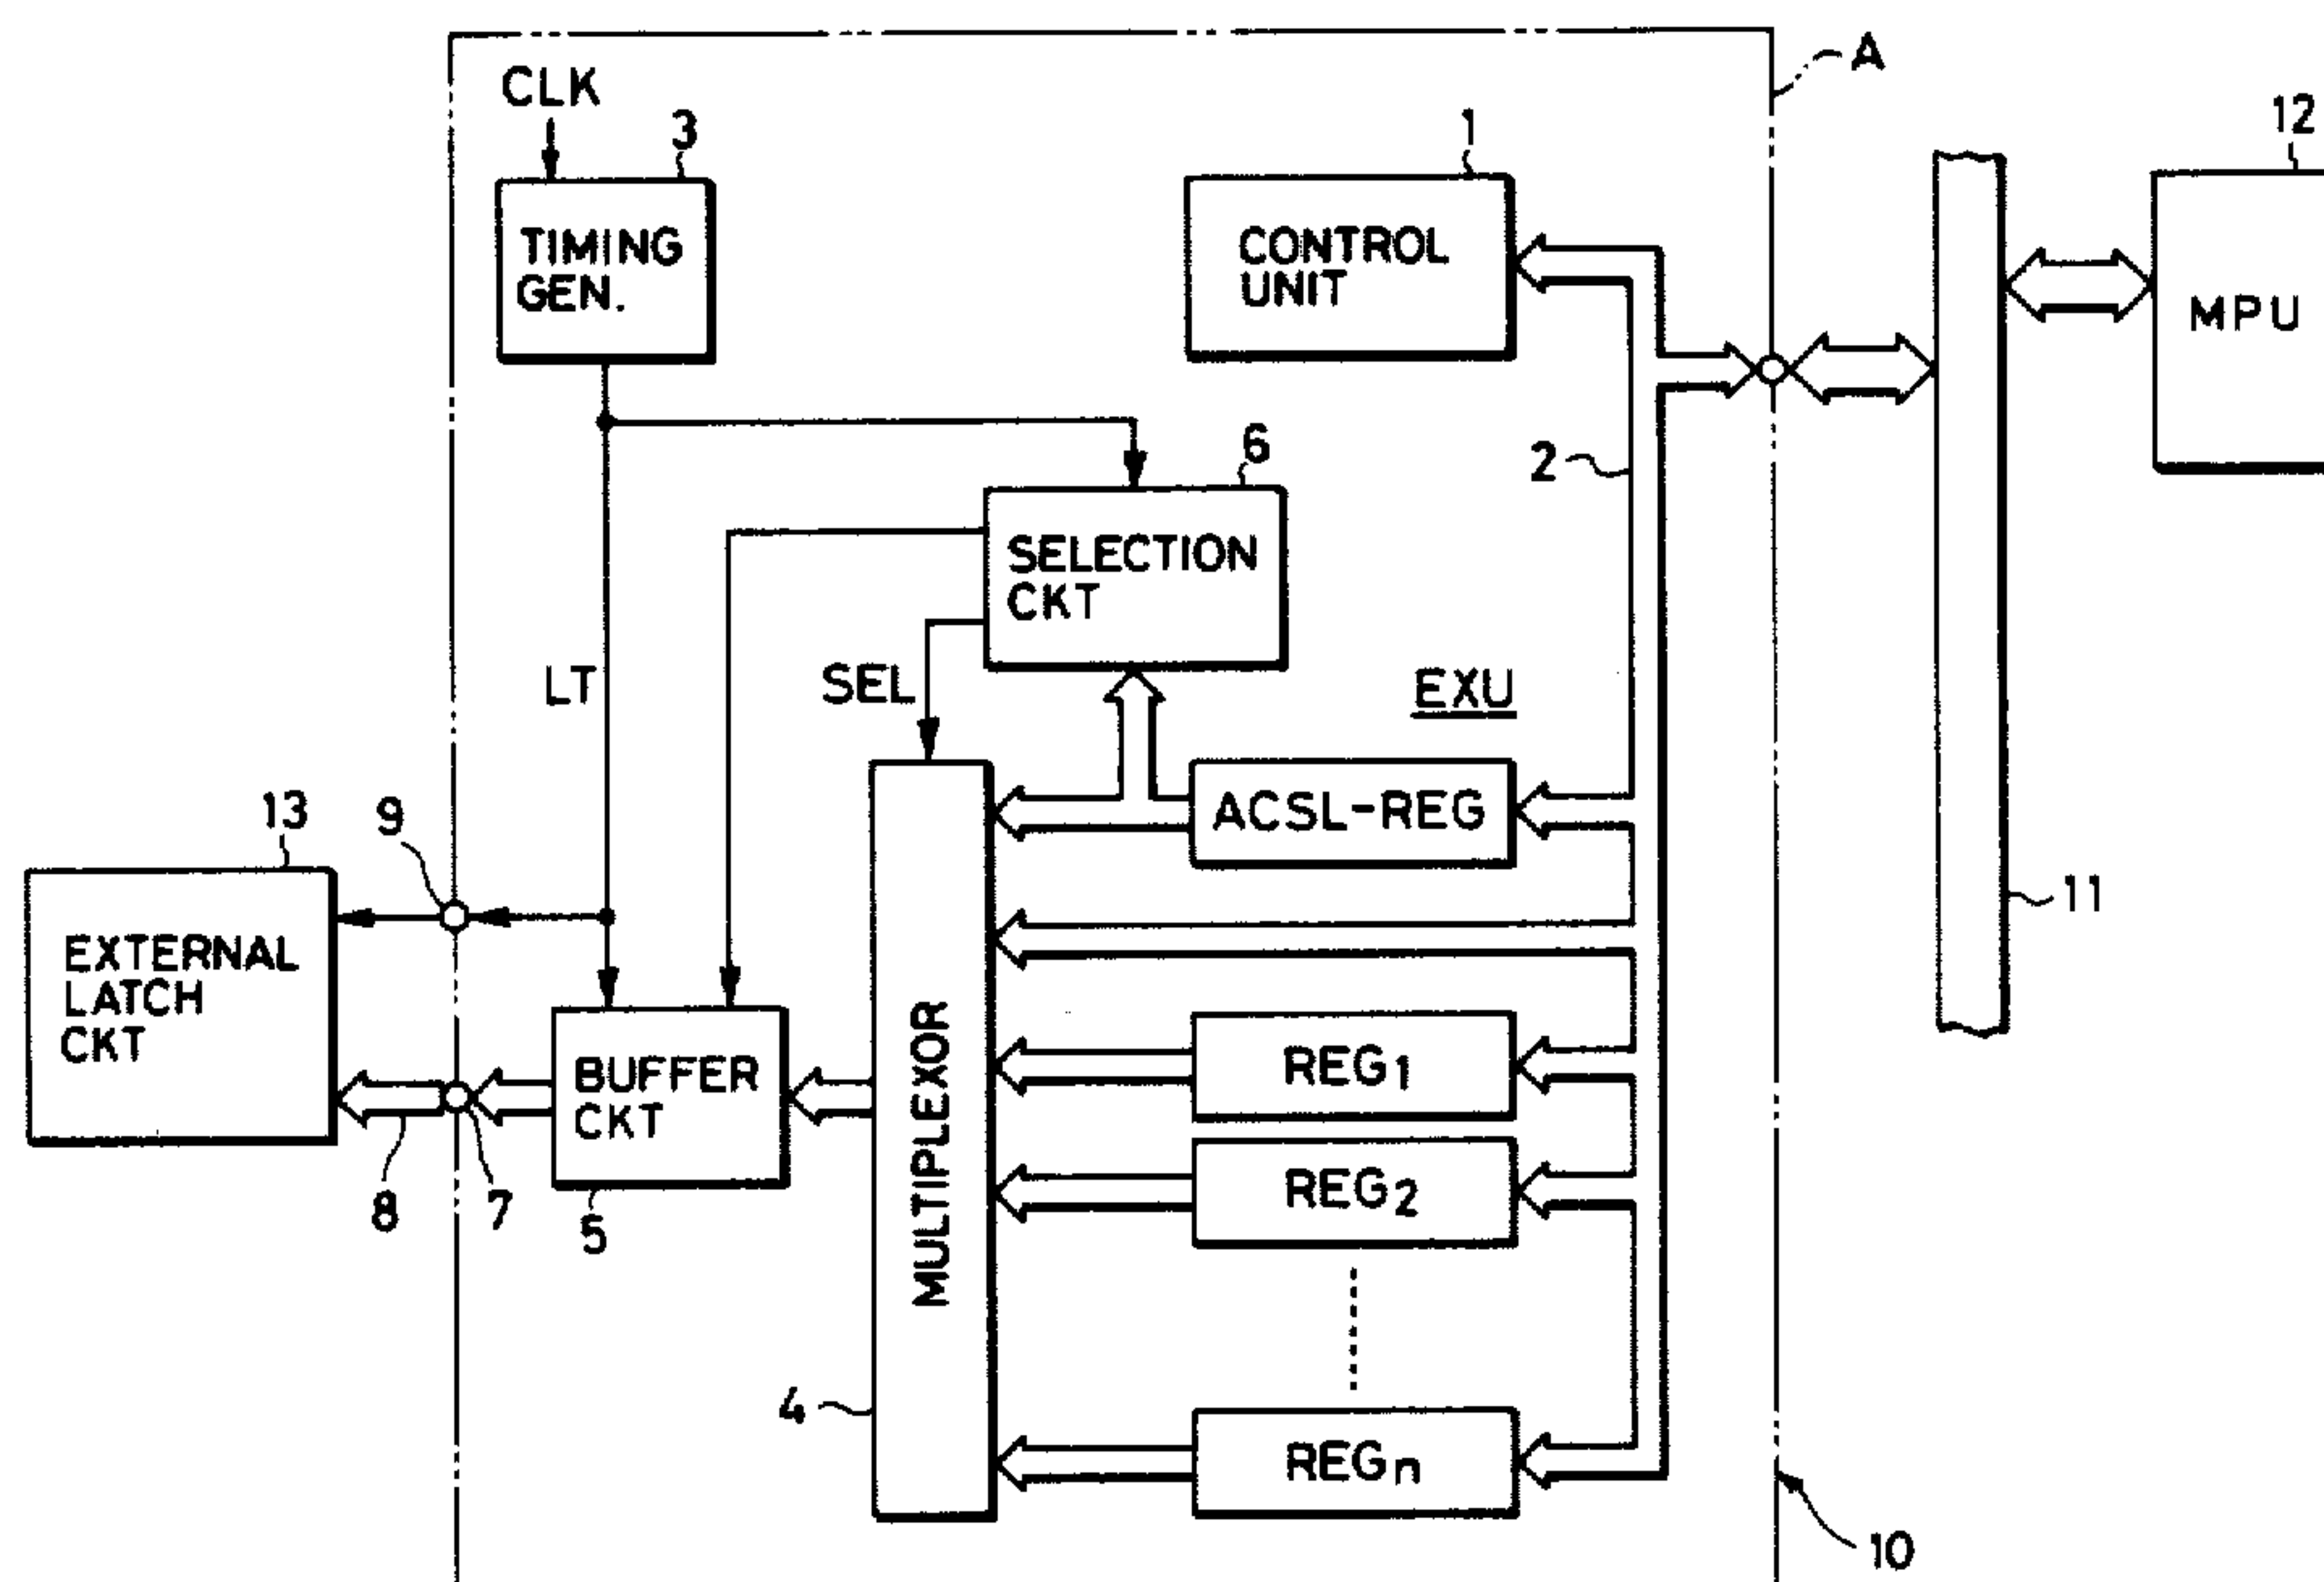 A
CLK
3
1
12
TIMING
GEN.
CONTROL
UNIT
MPU
6
2
SELECTION
CKT
LT
SEL
EXU
13
9
ACSL-REG
11
EXTERNAL
LATCH
CKT
MULTIPLEXOR
REG1
BUFFER
CKT
REG2
8
7
5
4
REGn
10